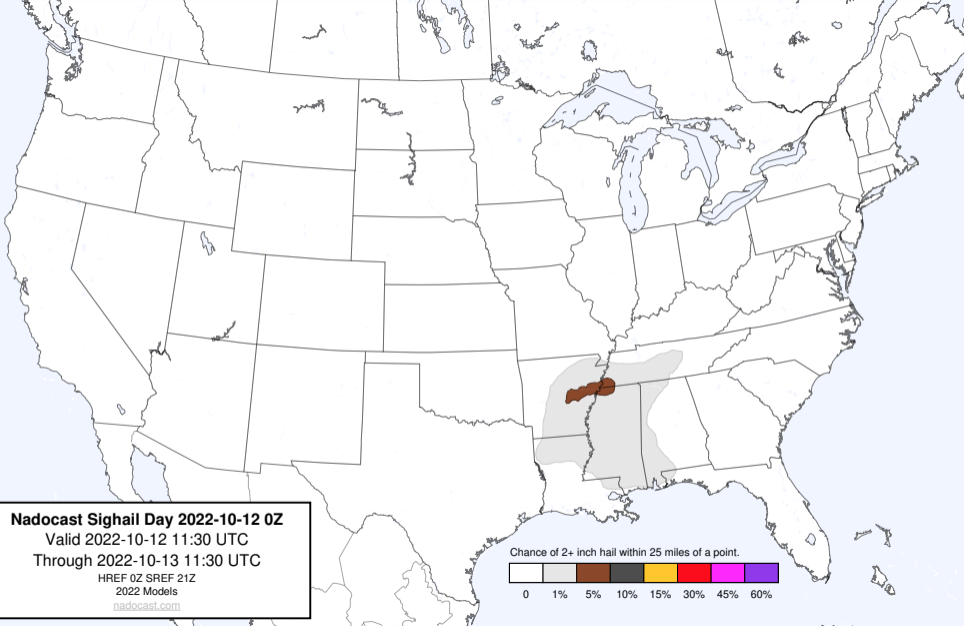 Nadocast Sighail Day 2022-10-12 0Z
Valid 2022-10-12 11:30 UTC
Through 2022-10-13 11:30 UTC
HREF 0Z SREF 21Z
2022 Models
nadocast.com
Chance of 2+ inch hail within 25 miles of a point.
0 1% 5% 10% 15% 30% 45% 60%